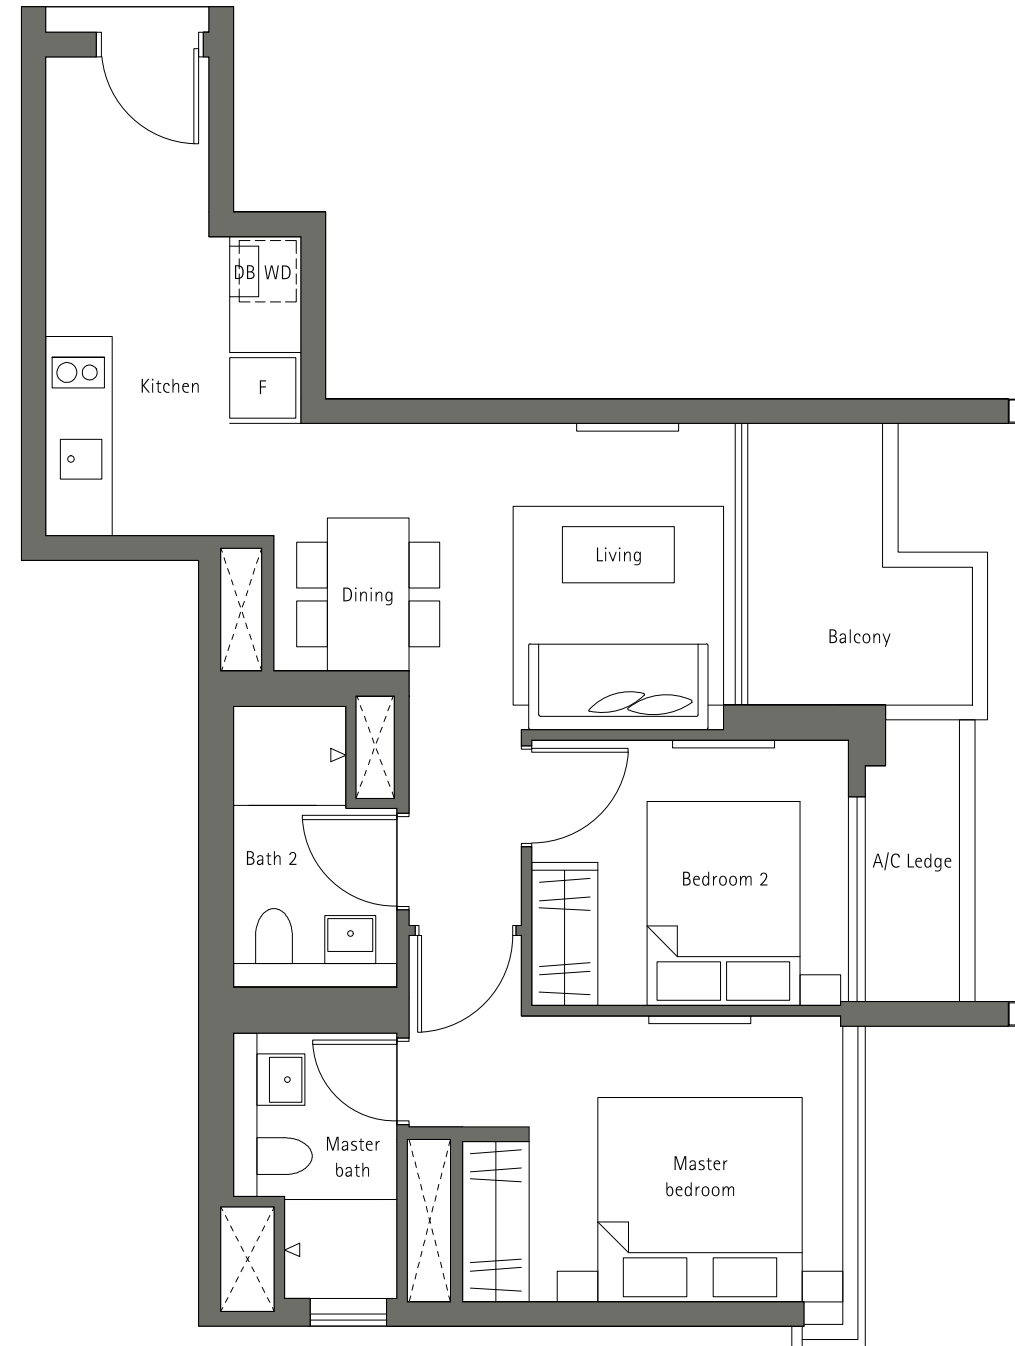 DB WD
Kitchen
F
Living
Dining
Balcony
Bath 2
Bedroom 2
A/C Ledge
Master
bath
Master
bedroom